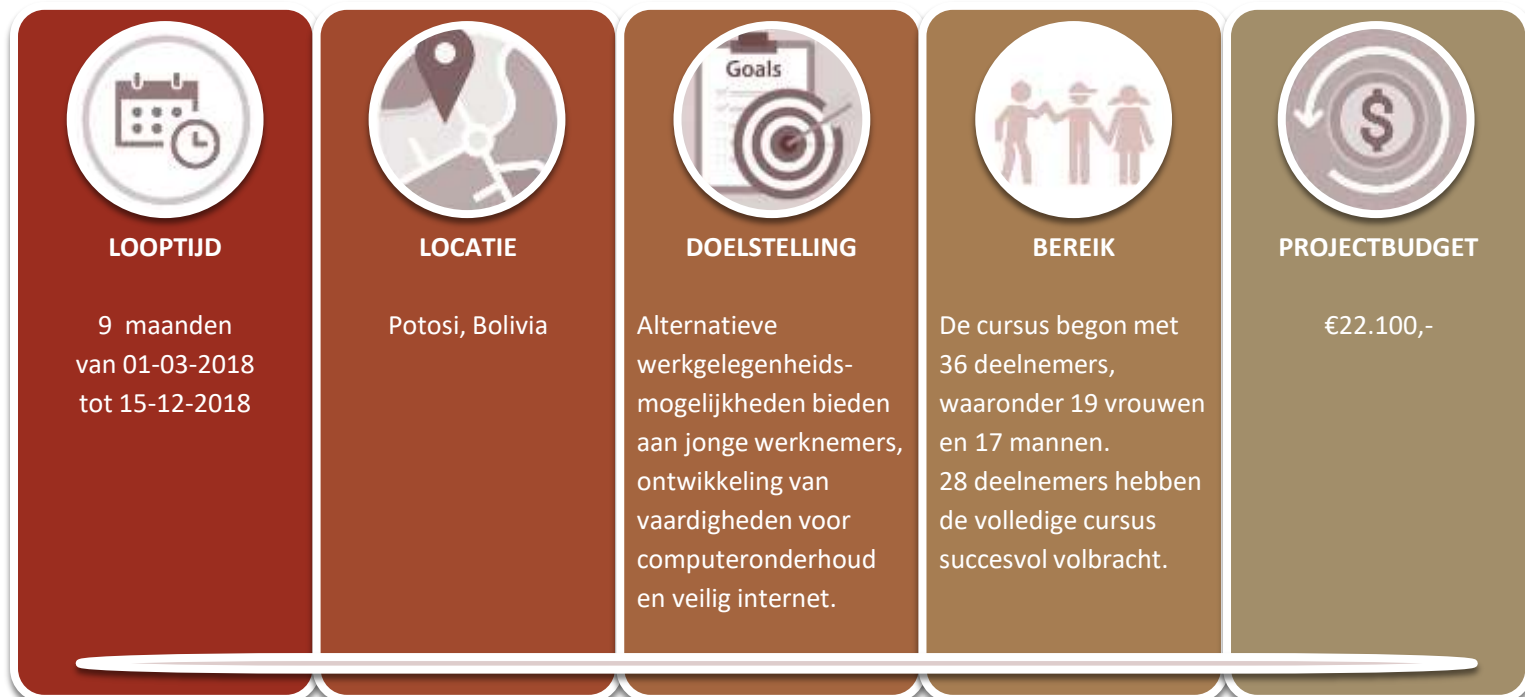 LOOPTIJD
9 maanden
van 01-03-2018
tot 15-12-2018
LOCATIE
Potosi, Bolivia
Goals
DOELSTELLING
Alternatieve
werkgelegenheids-
mogelijkheden bieden
aan jonge werknemers,
ontwikkeling van
vaardigheden voor
computeronderhoud
en veilig internet.
BEREIK
De cursus begon met
36 deelnemers,
waaronder 19 vrouwen
en 17 mannen.
28 deelnemers hebben
de volledige cursus
succesvol volbracht.
$
PROJECTBUDGET
€22.100,-